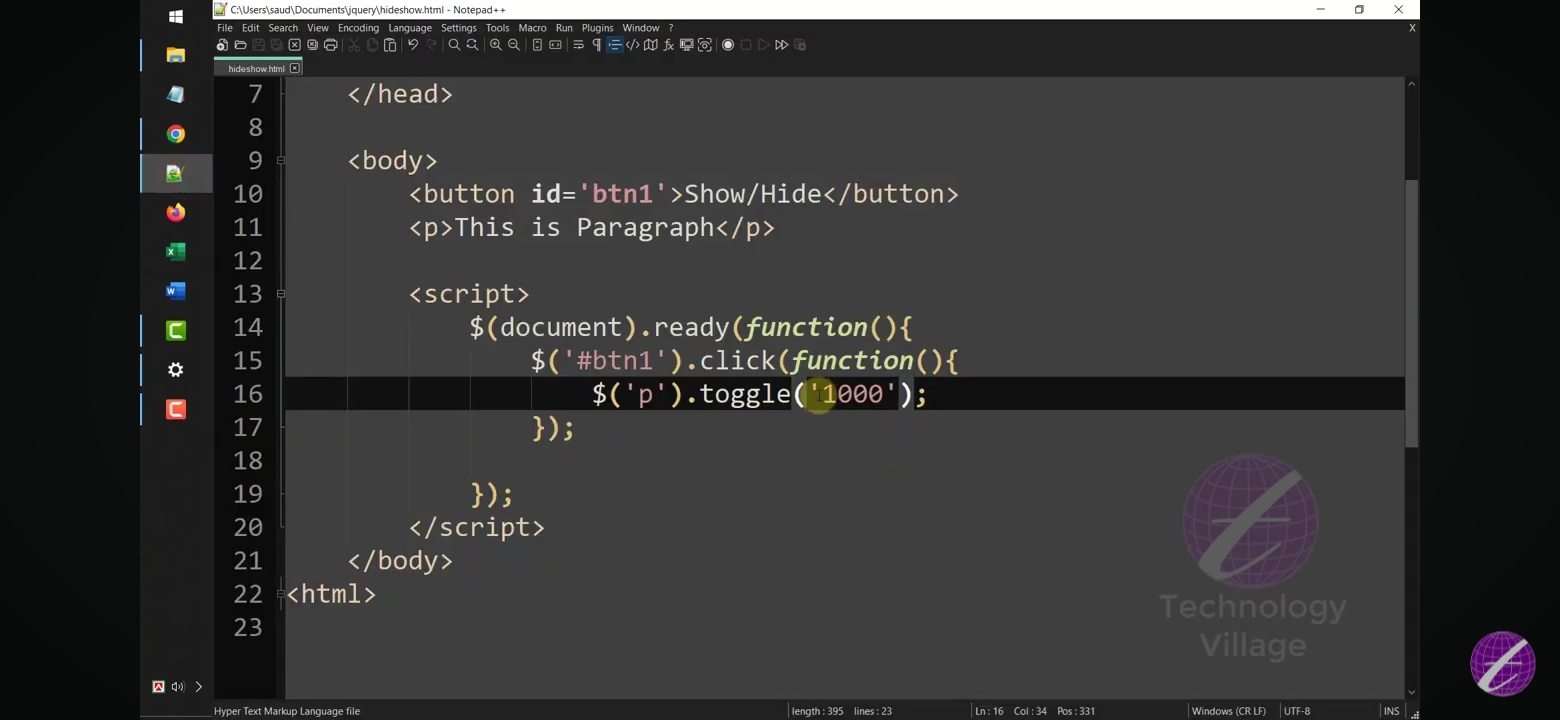 C:\Users\saud\Documents\jquery\hideshow.html - Notepad++
File Edit Search View Encoding Language Settings Tools Macro Run Plugins Window ? X
hideshow.html
7 </head>
8
9 <body>
10 <button id='btn1'>Show/Hide</button>
11 <p>This is Paragraph</p>
12
13 <script>
14 $(document).ready(function(){
15 $('#btn1').click(function(){
16 $('p').toggle('1000');
17 });
18
19 });
20 </script>
21 </body>
22 <html>
23
Technology
Village
Hyper Text Markup Language file length : 395 lines : 23 Ln : 16 Col : 34 Pos : 331 Windows (CR LF) UTF-8 INS